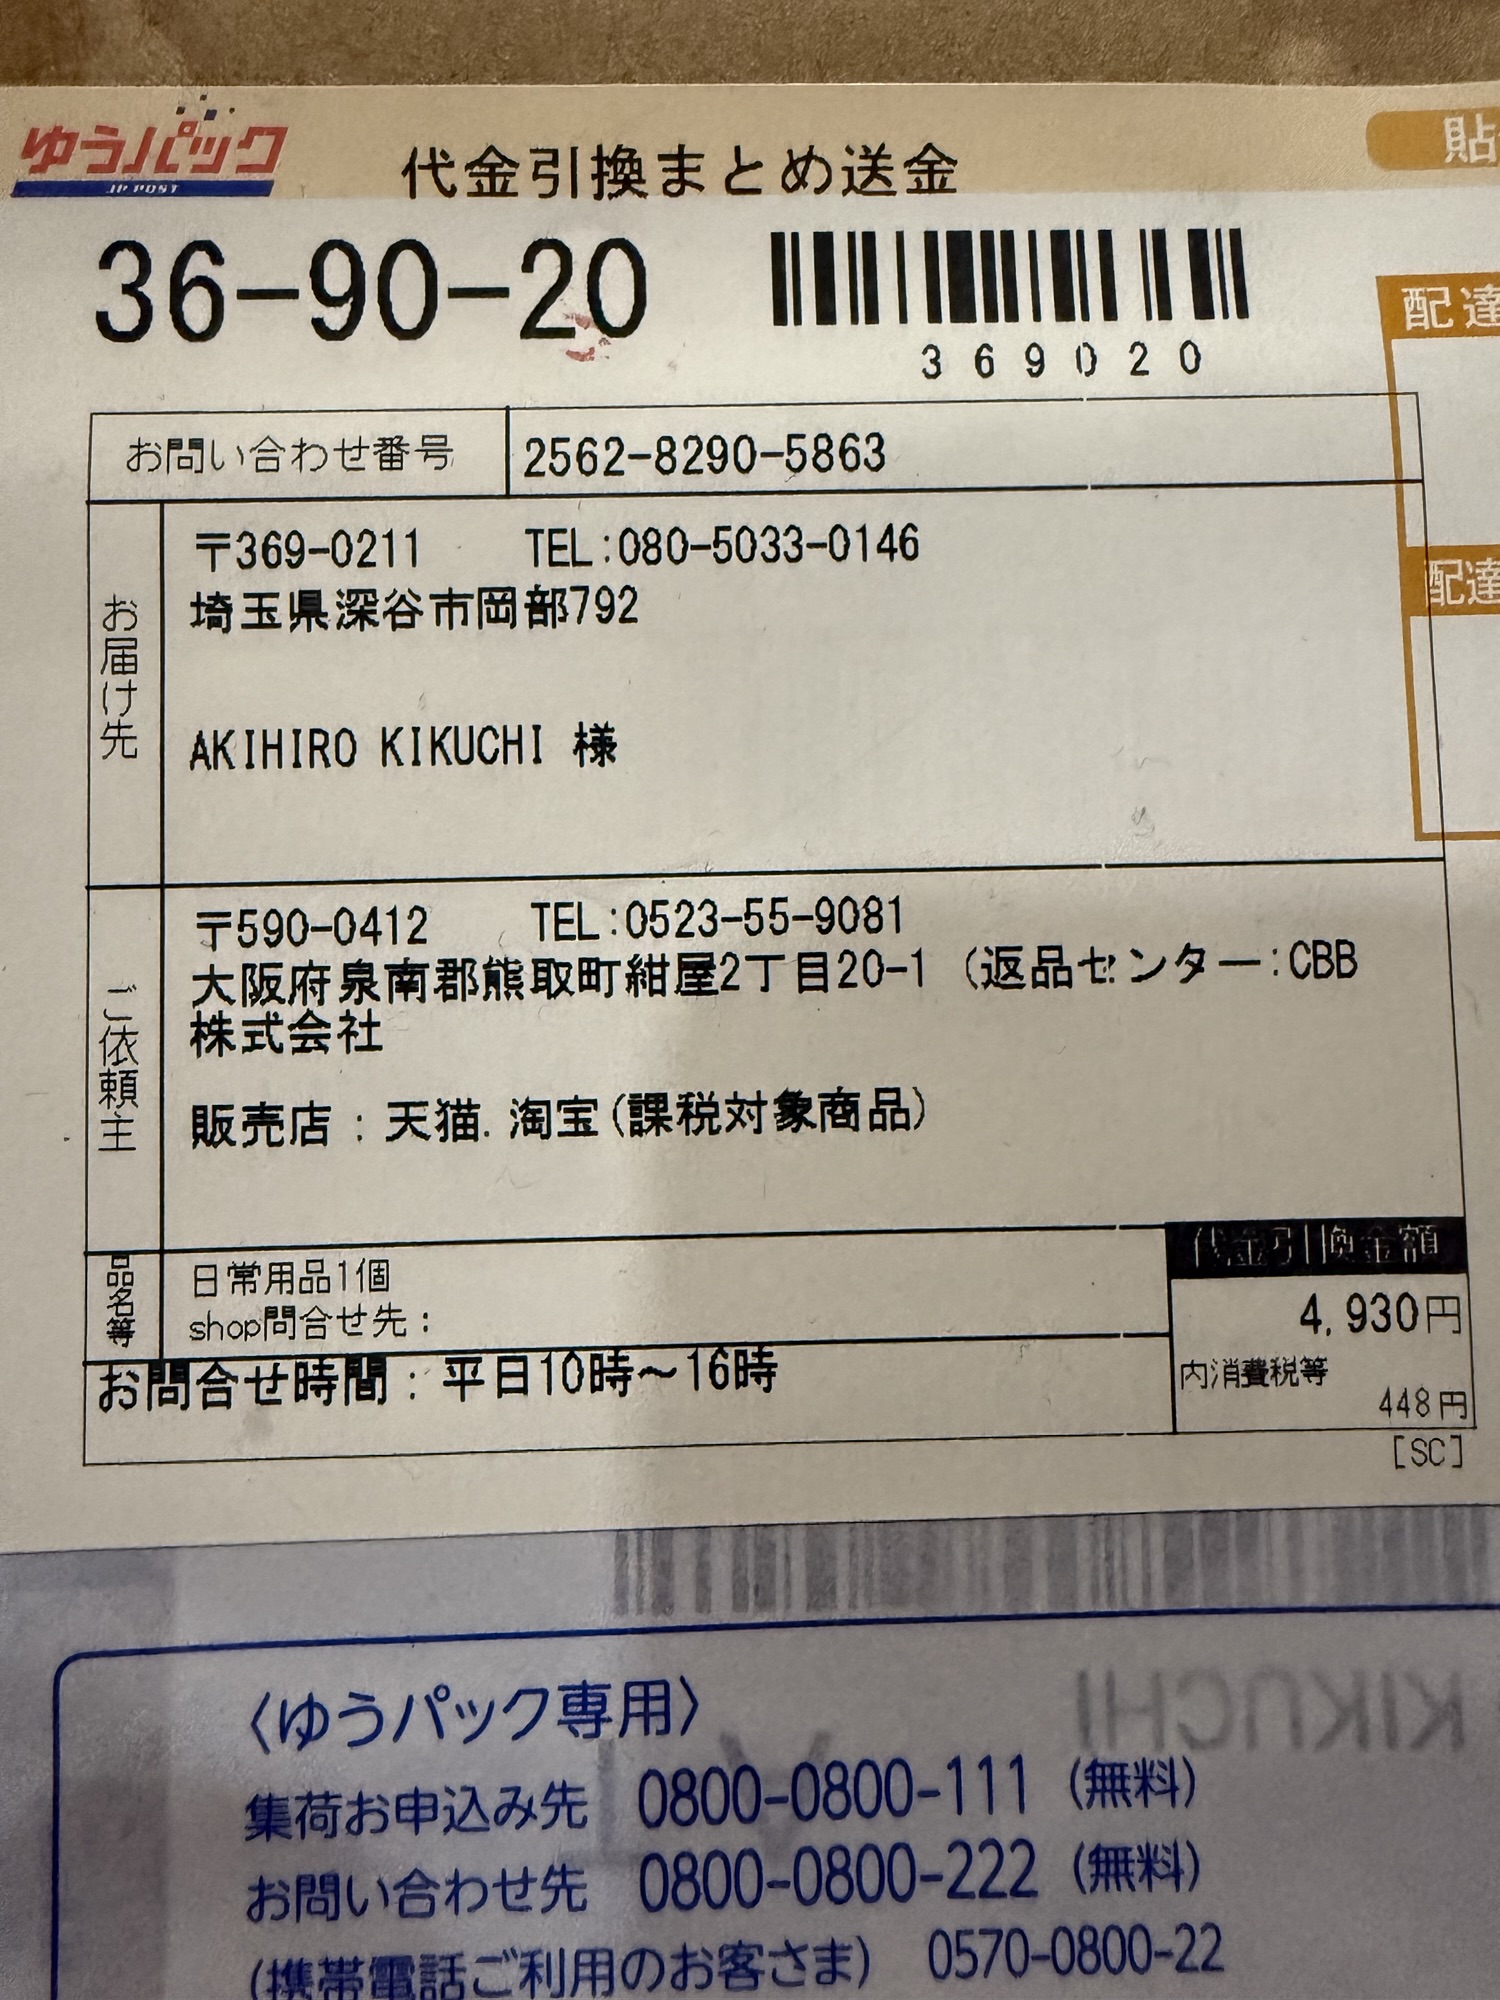 ゆうパック
JP POST
代金引換まとめ送金
貼
36-90-20
369020
配達
配達
お問い合わせ番号
2562-8290-5863
お届け先
〒369-0211 TEL:080-5033-0146
埼玉県深谷市岡部792
AKIHIRO KIKUCHI 様
ご依頼主
〒590-0412 TEL:0523-55-9081
大阪府泉南郡熊取町紺屋2丁目20-1 (返品センター:CBB
株式会社
販売店:天猫.淘宝(課税対象商品)
品名等
日常用品1個
shop問合せ先:
お問合せ時間:平日10時~16時
代金引換金額
4,930円
内消費税等
448円
[SC]
KIKUCHI
〈ゆうパック専用〉
集荷お申込み先 0800-0800-111 (無料)
お問い合わせ先 0800-0800-222 (無料)
(携帯電話ご利用のお客さま) 0570-0800-22